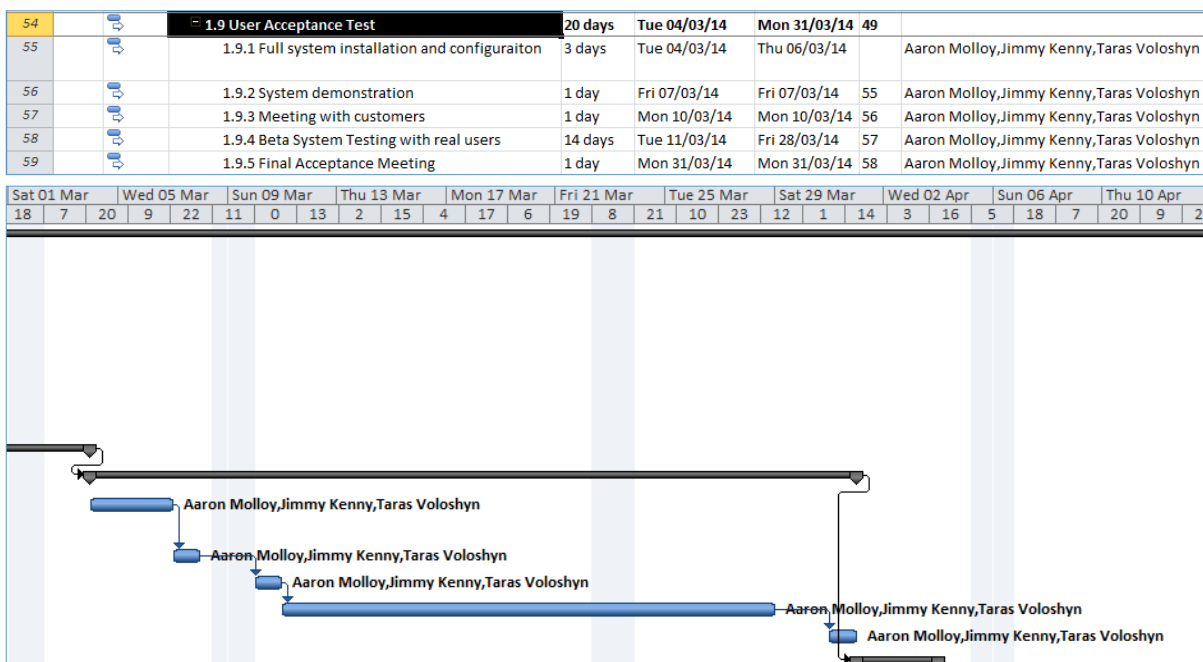 54 1.9 User Acceptance Test 20 days Tue 04/03/14 Mon 31/03/14 49
55 1.9.1 Full system installation and configuraiton 3 days Tue 04/03/14 Thu 06/03/14 Aaron Molloy,Jimmy Kenny,Taras Voloshyn
56 1.9.2 System demonstration 1 day Fri 07/03/14 Fri 07/03/14 55 Aaron Molloy,Jimmy Kenny,Taras Voloshyn
57 1.9.3 Meeting with customers 1 day Mon 10/03/14 Mon 10/03/14 56 Aaron Molloy,Jimmy Kenny,Taras Voloshyn
58 1.9.4 Beta System Testing with real users 14 days Tue 11/03/14 Fri 28/03/14 57 Aaron Molloy,Jimmy Kenny,Taras Voloshyn
59 1.9.5 Final Acceptance Meeting 1 day Mon 31/03/14 Mon 31/03/14 58 Aaron Molloy,Jimmy Kenny,Taras Voloshyn
Sat 01 Mar Wed 05 Mar Sun 09 Mar Thu 13 Mar Mon 17 Mar Fri 21 Mar Tue 25 Mar Sat 29 Mar Wed 02 Apr Sun 06 Apr Thu 10 Apr
18 7 20 9 22 11 0 13 2 15 4 17 6 19 8 21 10 23 12 1 14 3 16 5 18 7 20 9 2
Aaron Molloy,Jimmy Kenny,Taras Voloshyn
Aaron Molloy,Jimmy Kenny,Taras Voloshyn
Aaron Molloy,Jimmy Kenny,Taras Voloshyn
Aaron Molloy,Jimmy Kenny,Taras Voloshyn
Aaron Molloy,Jimmy Kenny,Taras Voloshyn